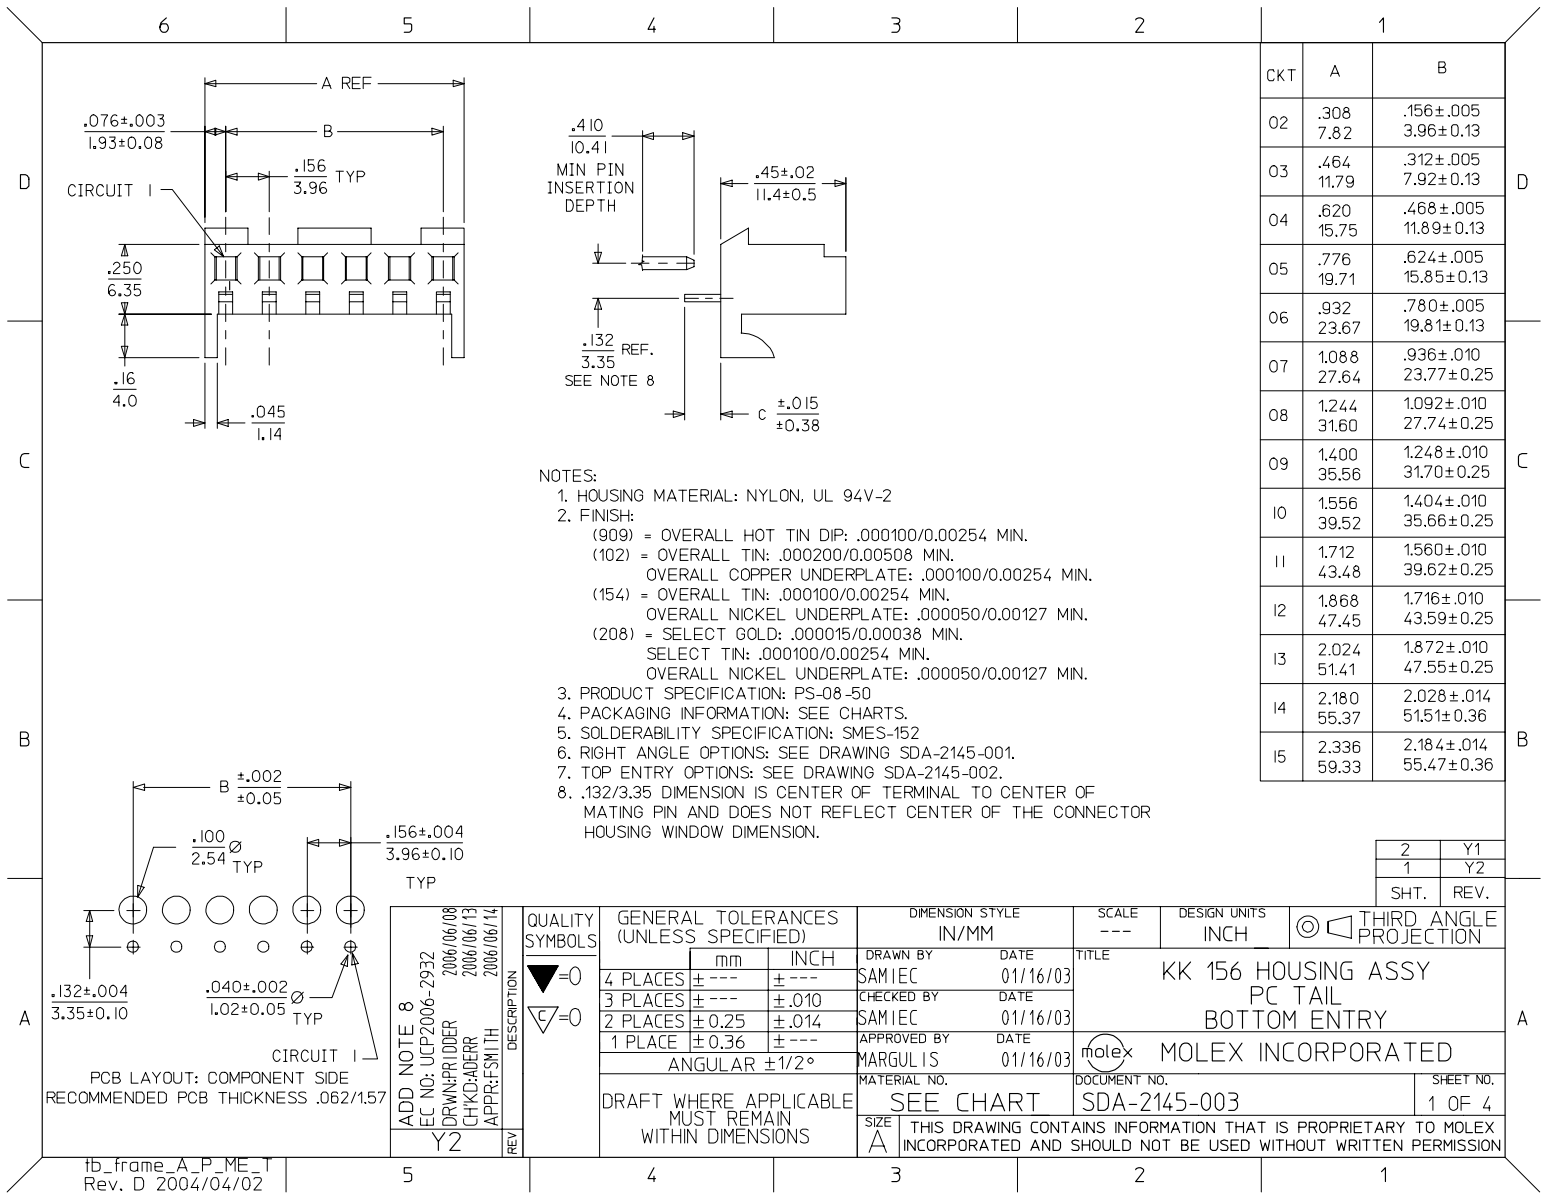 6 5 4 3 2 1
D
C
B
A
A REF
.076±.003
1.93±0.08
B
.156
3.96
TYP
CIRCUIT 1
.250
6.35
.16
4.0
.045
1.14
.410
10.41
MIN PIN
INSERTION
DEPTH
.45±.02
11.4±0.5
.132
3.35
REF.
SEE NOTE 8
C ±.015
±0.38
CKT A B
02 .308 .156±.005
7.82 3.96±0.13
03 .464 .312±.005
11.79 7.92±0.13
04 .620 .468±.005
15.75 11.89±0.13
05 .776 .624±.005
19.71 15.85±0.13
06 .932 .780±.005
23.67 19.81±0.13
07 1.088 .936±.010
27.64 23.77±0.25
08 1.244 1.092±.010
31.60 27.74±0.25
09 1.400 1.248±.010
35.56 31.70±0.25
10 1.556 1.404±.010
39.52 35.66±0.25
11 1.712 1.560±.010
43.48 39.62±0.25
12 1.868 1.716±.010
47.45 43.59±0.25
13 2.024 1.872±.010
51.41 47.55±0.25
14 2.180 2.028±.014
55.37 51.51±0.36
15 2.336 2.184±.014
59.33 55.47±0.36
NOTES:
1. HOUSING MATERIAL: NYLON, UL 94V-2
2. FINISH:
(909) = OVERALL HOT TIN DIP: .000100/0.00254 MIN.
(102) = OVERALL TIN: .000200/0.00508 MIN.
OVERALL COPPER UNDERPLATE: .000100/0.00254 MIN.
(154) = OVERALL TIN: .000100/0.00254 MIN.
OVERALL NICKEL UNDERPLATE: .000050/0.00127 MIN.
(208) = SELECT GOLD: .000015/0.00038 MIN.
SELECT TIN: .000100/0.00254 MIN.
OVERALL NICKEL UNDERPLATE: .000050/0.00127 MIN.
3. PRODUCT SPECIFICATION: PS-08-50
4. PACKAGING INFORMATION: SEE CHARTS.
5. SOLDERABILITY SPECIFICATION: SMES-152
6. RIGHT ANGLE OPTIONS: SEE DRAWING SDA-2145-001.
7. TOP ENTRY OPTIONS: SEE DRAWING SDA-2145-002.
8. .132/3.35 DIMENSION IS CENTER OF TERMINAL TO CENTER OF
MATING PIN AND DOES NOT REFLECT CENTER OF THE CONNECTOR
HOUSING WINDOW DIMENSION.
B ±.002
±0.05
.100
2.54
Ø TYP
.156±.004
3.96±0.10
TYP
.132±.004
3.35±0.10
.040±.002
1.02±0.05
Ø TYP
CIRCUIT 1
PCB LAYOUT: COMPONENT SIDE
RECOMMENDED PCB THICKNESS .062/1.57
2 Y1
1 Y2
SHT. REV.
ADD NOTE 8
EC NO: UCP2006-2932
DRWN:PRIDDER 2006/06/08
CH'KD:ADERR 2006/06/13
APPR:FSMITH 2006/06/14
DESCRIPTION
Y2
REV
QUALITY
SYMBOLS
=0
C =0
GENERAL TOLERANCES
(UNLESS SPECIFIED)
mm INCH
4 PLACES ± --- ± ---
3 PLACES ± --- ± .010
2 PLACES ± 0.25 ± .014
1 PLACE ± 0.36 ± ---
ANGULAR ±1/2°
DRAFT WHERE APPLICABLE
MUST REMAIN
WITHIN DIMENSIONS
DIMENSION STYLE
IN/MM
SCALE
---
DESIGN UNITS
INCH
THIRD ANGLE
PROJECTION
DRAWN BY DATE
SAMIEC 01/16/03
CHECKED BY DATE
SAMIEC 01/16/03
APPROVED BY DATE
MARGULIS 01/16/03
TITLE
KK 156 HOUSING ASSY
PC TAIL
BOTTOM ENTRY
molex MOLEX INCORPORATED
MATERIAL NO.
SEE CHART
DOCUMENT NO.
SDA-2145-003
SHEET NO.
1 OF 4
SIZE
A
THIS DRAWING CONTAINS INFORMATION THAT IS PROPRIETARY TO MOLEX
INCORPORATED AND SHOULD NOT BE USED WITHOUT WRITTEN PERMISSION
D
C
B
A
tb_frame_A_P_ME_T
Rev. D 2004/04/02
5 4 3 2 1